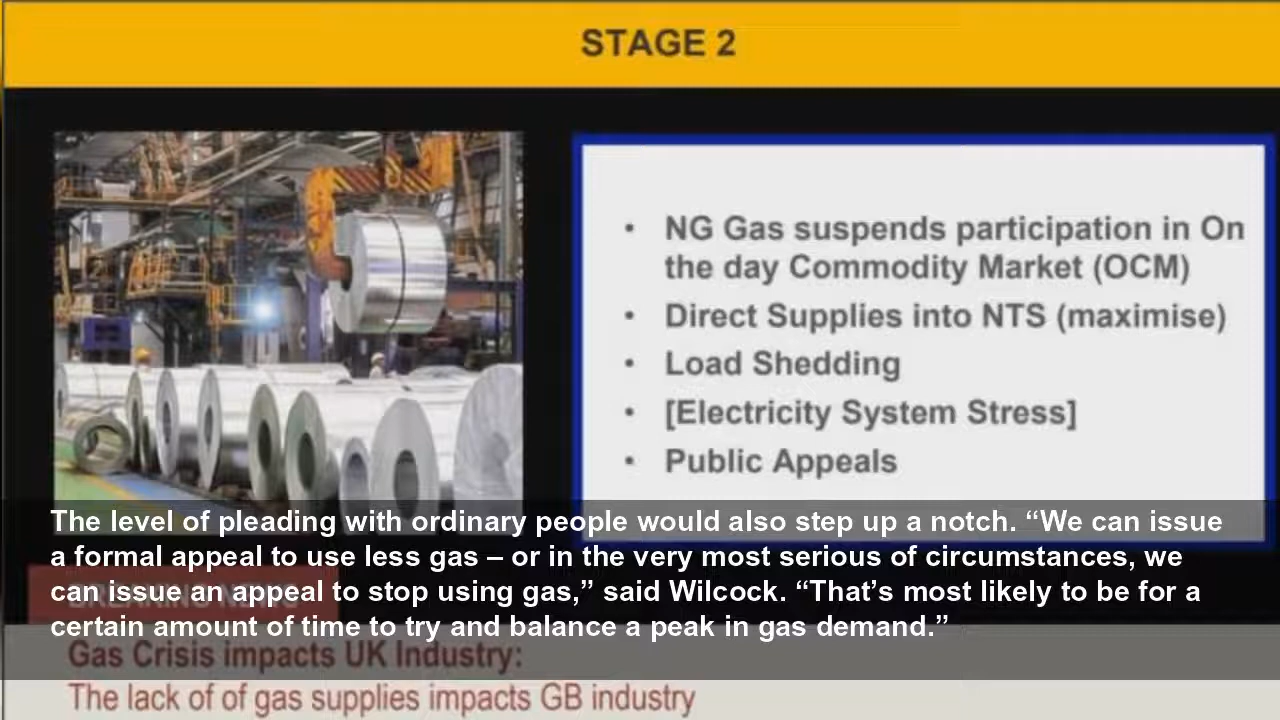 STAGE 2
• NG Gas suspends participation in On
the day Commodity Market (OCM)
• Direct Supplies into NTS (maximise)
• Load Shedding
• [Electricity System Stress]
• Public Appeals
The level of pleading with ordinary people would also step up a notch. “We can issue
a formal appeal to use less gas – or in the very most serious of circumstances, we
can issue an appeal to stop using gas,” said Wilcock. “That’s most likely to be for a
certain amount of time to try and balance a peak in gas demand.”
BREAKING NEWS
Gas Crisis impacts UK Industry:
The lack of of gas supplies impacts GB industry